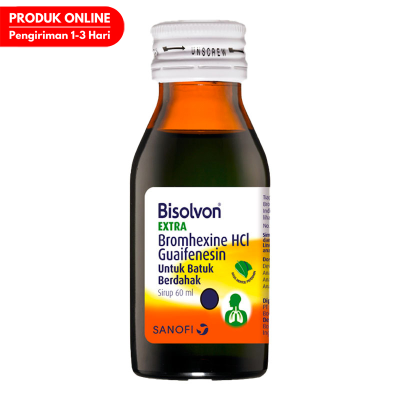 PRODUK ONLINE
Pengiriman 1-3 Hari
UNSCREW
Bisolvon®
EXTRA
Bromhexine HCl
Guaifenesin
Untuk Batuk
Berdahak
Sirup 60 ml
SANOFI